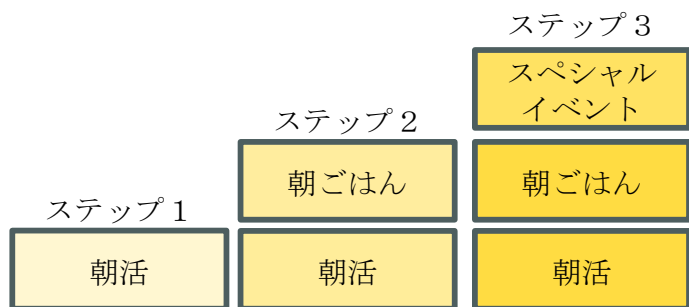 ステップ３
スペシャル
イベント
ステップ２
朝ごはん
朝ごはん
ステップ１
朝活
朝活
朝活